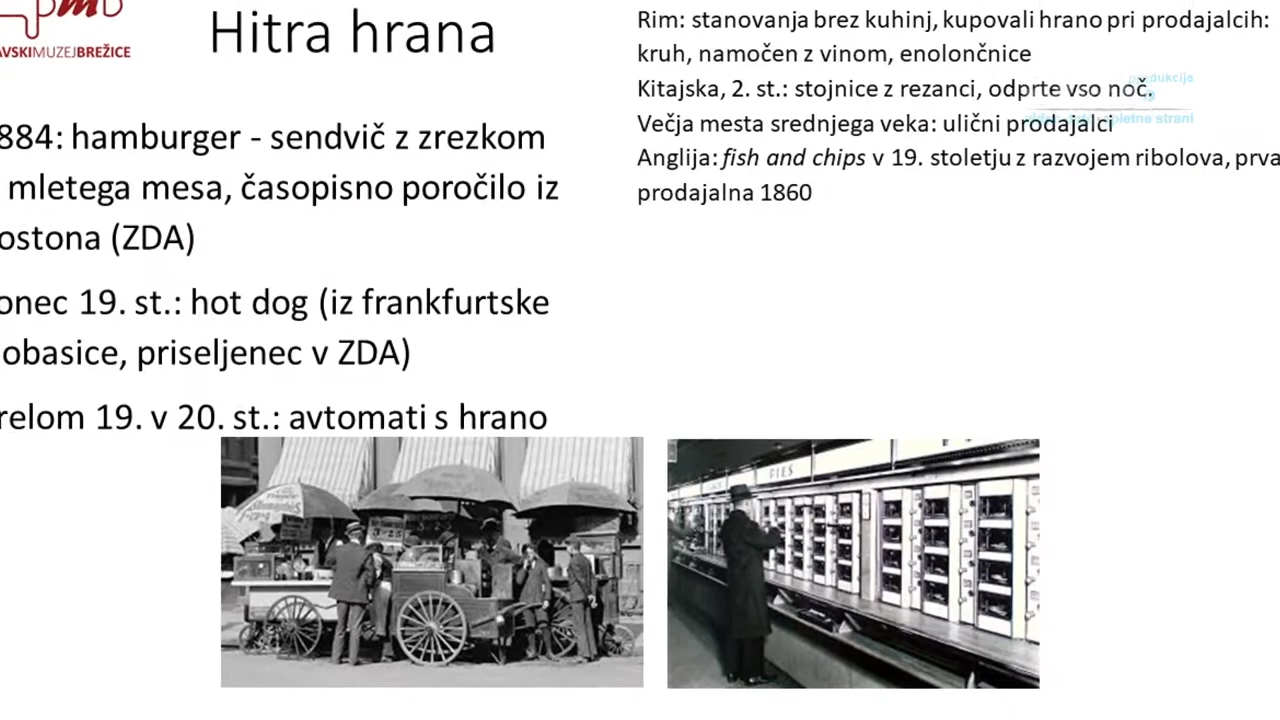 AVSKIMUZEJBREŽICE
Hitra hrana
884: hamburger - sendvič z zrezkom
mletega mesa, časopisno poročilo iz
ostona (ZDA)
onec 19. st.: hot dog (iz frankfurtske
obasice, priseljenec v ZDA)
relom 19. v 20. st.: avtomati s hrano
Rim: stanovanja brez kuhinj, kupovali hrano pri prodajalcih:
kruh, namočen z vinom, enolončnice
Kitajska, 2. st.: stojnice z rezanci, odprte vso noč.
Večja mesta srednjega veka: ulični prodajalci
Anglija: fish and chips v 19. stoletju z razvojem ribolova, prva
prodajalna 1860
PIES